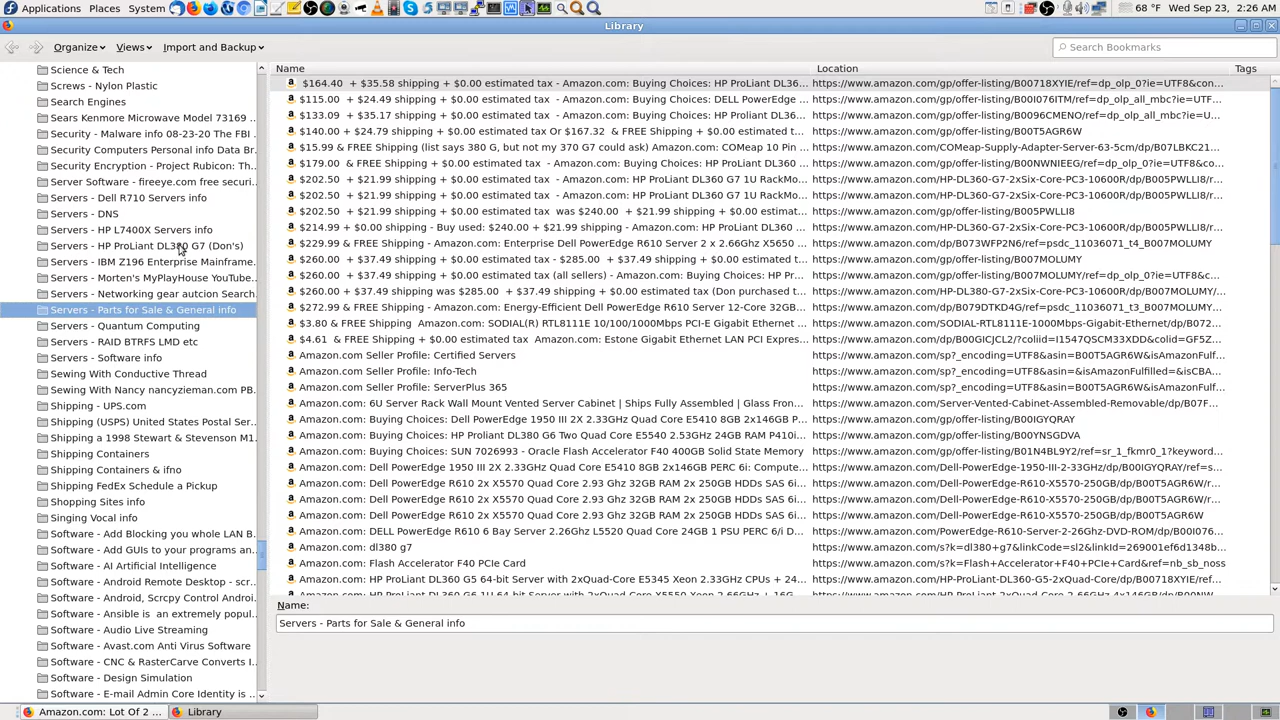 Applications Places System 68 °F Wed Sep 23, 2:26 AM
Library
Organize Views Import and Backup Search Bookmarks
Name Location Tags
Science & Tech
Screws - Nylon Plastic
Search Engines
Sears Kenmore Microwave Model 73169 ...
Security - Malware info 08-23-20 The FBI ...
Security Computers Personal info Data Br...
Security Encryption - Project Rubicon: Th...
Server Software - fireeye.com free securi...
Servers - Dell R710 Servers info
Servers - DNS
Servers - HP L7400X Servers info
Servers - HP ProLiant DL380 G7 (Don's)
Servers - IBM Z196 Enterprise Mainframe...
Servers - Morten's MyPlayHouse YouTube...
Servers - Networking gear autcion Search...
Servers - Parts for Sale & General info
Servers - Quantum Computing
Servers - RAID BTRFS LMD etc
Servers - Software info
Sewing With Conductive Thread
Sewing With Nancy nancyzieman.com PB...
Shipping - UPS.com
Shipping (USPS) United States Postal Ser...
Shipping a 1998 Stewart & Stevenson M1...
Shipping Containers
Shipping Containers & ifno
Shipping FedEx Schedule a Pickup
Shopping Sites info
Singing Vocal info
Software - Add Blocking you whole LAN B...
Software - Add GUIs to your programs an...
Software - AI Artificial Intelligence
Software - Android Remote Desktop - scr...
Software - Android, Scrcpy Control Androi...
Software - Ansible is an extremely popul...
Software - Audio Live Streaming
Software - Avast.com Anti Virus Software
Software - CNC & RasterCarve Converts I...
Software - Design Simulation
Software - E-mail Admin Core Identity is ...
$164.40 + $35.58 shipping + $0.00 estimated tax - Amazon.com: Buying Choices: HP ProLiant DL36... https://www.amazon.com/gp/offer-listing/B00718XYIE/ref=dp_olp_0?ie=UTF8&con...
$115.00 + $24.49 shipping + $0.00 estimated tax - Amazon.com: Buying Choices: DELL PowerEdge ... https://www.amazon.com/gp/offer-listing/B00I076ITM/ref=dp_olp_all_mbc?ie=UTF...
$133.09 + $35.17 shipping + $0.00 estimated tax - Amazon.com: Buying Choices: HP ProLiant DL36... https://www.amazon.com/gp/offer-listing/B0096CMENO/ref=dp_olp_all_mbc?ie=U...
$140.00 + $24.79 shipping + $0.00 estimated tax Or $167.32 & FREE Shipping + $0.00 estimated t... https://www.amazon.com/gp/offer-listing/B00T5AGR6W
$15.99 & FREE Shipping (list says 380 G, but not my 370 G7 could ask) Amazon.com: COMeap 10 Pin ... https://www.amazon.com/COMeap-Supply-Adapter-Server-63-5cm/dp/B07LBKC21...
$179.00 & FREE Shipping + $0.00 estimated tax - Amazon.com: Buying Choices: HP ProLiant DL360 ... https://www.amazon.com/gp/offer-listing/B00NWNIEEG/ref=dp_olp_0?ie=UTF8&co...
$202.50 + $21.99 shipping + $0.00 estimated tax - Amazon.com: HP ProLiant DL360 G7 1U RackMo... https://www.amazon.com/HP-DL360-G7-2xSix-Core-PC3-10600R/dp/B005PWLLI8/r...
$202.50 + $21.99 shipping + $0.00 estimated tax - Amazon.com: HP ProLiant DL360 G7 1U RackMo... https://www.amazon.com/HP-DL360-G7-2xSix-Core-PC3-10600R/dp/B005PWLLI8/r...
$202.50 + $21.99 shipping + $0.00 estimated tax was $240.00 + $21.99 shipping + $0.00 estimated ... https://www.amazon.com/gp/offer-listing/B005PWLLI8
$214.99 + $0.00 shipping - Buy used: $240.00 + $21.99 shipping + $0.00 estimated tax - Amazon.co... https://www.amazon.com/HP-DL360-G7-2xSix-Core-PC3-10600R/dp/B005PWLLI8/r...
$229.99 & FREE Shipping - Amazon.com: Enterprise Dell PowerEdge R610 Server 2 x 2.66Ghz X5650 ... https://www.amazon.com/dp/B073WFP2N6/ref=psdc_11036071_t4_B007MOLUMY
$260.00 + $37.49 shipping + $0.00 estimated tax - $285.00 + $37.49 shipping + $0.00 estimated t... https://www.amazon.com/gp/offer-listing/B007MOLUMY
$260.00 + $37.49 shipping + $0.00 estimated tax (all sellers) - Amazon.com: Buying Choices: HP Pro... https://www.amazon.com/gp/offer-listing/B007MOLUMY/ref=dp_olp_0?ie=UTF8&c...
$260.00 + $37.49 shipping was $285.00 + $37.49 shipping + $0.00 estimated tax (Don purchased t... https://www.amazon.com/HP-DL360-G7-2xSix-Core-PC3-10600R/dp/B007MOLUMY...
$272.99 & FREE Shipping - Amazon.com: Energy-Efficient Dell PowerEdge R610 Server 12-Core 32GB... https://www.amazon.com/dp/B079DTKD4G/ref=psdc_11036071_t1_B007MOLUMY
$3.80 & FREE Shipping Amazon.com: SODIAL(R) RTL8111E 10/100/1000Mbps PCI-E Gigabit Ethernet ... https://www.amazon.com/SODIAL-RTL8111E-1000Mbps-Gigabit-Ethernet/dp/B072...
$4.61 & FREE Shipping + $0.00 estimated tax - Amazon.com: Estone Gigabit Ethernet LAN PCI Expres... https://www.amazon.com/dp/B00GICJCL2/?coliid=I1547QSCM33XDD&colid=GF5Z...
Amazon.com Seller Profile: Certified Servers https://www.amazon.com/sp?_encoding=UTF8&asin=B00T5AGR6W&isAmazonFulf...
Amazon.com Seller Profile: Info-Tech https://www.amazon.com/sp?_encoding=UTF8&asin=&isAmazonFulfilled=&isCBA...
Amazon.com Seller Profile: ServerPlus 365 https://www.amazon.com/sp?_encoding=UTF8&asin=B00T5AGR6W&isAmazonFulf...
Amazon.com: 6U Server Rack Wall Mount Vented Server Cabinet | Ships Fully Assembled | Glass Fron... https://www.amazon.com/Server-Vented-Cabinet-Assembled-Removable/dp/B07F...
Amazon.com: Buying Choices: Dell PowerEdge 1950 III 2X 2.33GHz Quad Core E5410 8GB 2x146GB P... https://www.amazon.com/gp/offer-listing/B00IGYQRAY
Amazon.com: Buying Choices: HP Proliant DL380 G6 Two Quad Core E5540 2.53GHz 24GB RAM P410i... https://www.amazon.com/gp/offer-listing/B00YNSGDVA
Amazon.com: Buying Choices: SUN 7026993 - Oracle Flash Accelerator F40 400GB Solid State Memory https://www.amazon.com/gp/offer-listing/B01N4BL9Y2/ref=sr_1_fkmr0_1?keyword...
Amazon.com: Dell PowerEdge 1950 III 2X 2.33GHz Quad Core E5410 8GB 2x146GB PERC 6i: Compute... https://www.amazon.com/Dell-PowerEdge-1950-III-2-33GHz/dp/B00IGYQRAY/ref=s...
Amazon.com: Dell PowerEdge R610 2 x X5570 Quad Core 2.93 Ghz 32GB RAM 2x 250GB HDDs SAS 6i... https://www.amazon.com/Dell-PowerEdge-R610-X5570-250GB/dp/B00T5AGR6W/r...
Amazon.com: Dell PowerEdge R610 2 x X5570 Quad Core 2.93 Ghz 32GB RAM 2x 250GB HDDs SAS 6i... https://www.amazon.com/Dell-PowerEdge-R610-X5570-250GB/dp/B00T5AGR6W/r...
Amazon.com: Dell PowerEdge R610 2 x X5570 Quad Core 2.93 Ghz 32GB RAM 2x 250GB HDDs SAS 6i... https://www.amazon.com/Dell-PowerEdge-R610-X5570-250GB/dp/B00T5AGR6W
Amazon.com: DELL PowerEdge R610 6 Bay Server 2.26Ghz L5520 Quad Core 24GB 1 PSU PERC 6/i D... https://www.amazon.com/PowerEdge-R610-Server-2-26Ghz-DVD-ROM/dp/B00I076...
Amazon.com: dl380 g7 https://www.amazon.com/s?k=dl380+g7&linkCode=sl2&linkId=269001ef6d1348b...
Amazon.com: Flash Accelerator F40 PCIe Card https://www.amazon.com/s?k=Flash+Accelerator+F40+PCIe+Card&ref=nb_sb_noss
Amazon.com: HP ProLiant DL360 G5 64-bit Server with 2xQuad-Core E5345 Xeon 2.33GHz CPUs + 24... https://www.amazon.com/HP-ProLiant-DL360-G5-2xQuad-Core/dp/B00718XYIE/ref...
Name:
Servers - Parts for Sale & General info
Amazon.com: Lot Of 2 ... Library